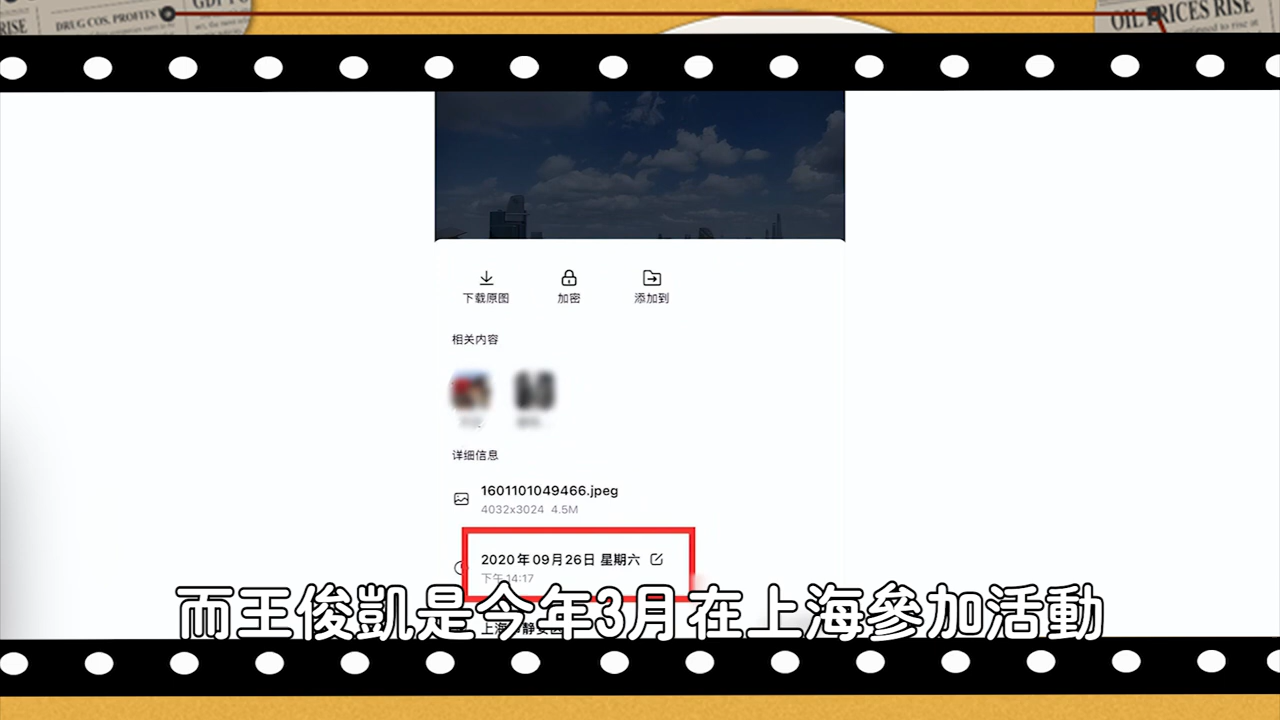 RISE
DRUG COS. PROFITS
OIL PRICES RISE
下载原图
加密
添加到
相关内容
详细信息
1601101049466.jpeg
4032x3024 4.5M
2020年09月26日 星期六
下午14:17
而王俊凱是今年3月在上海參加活動